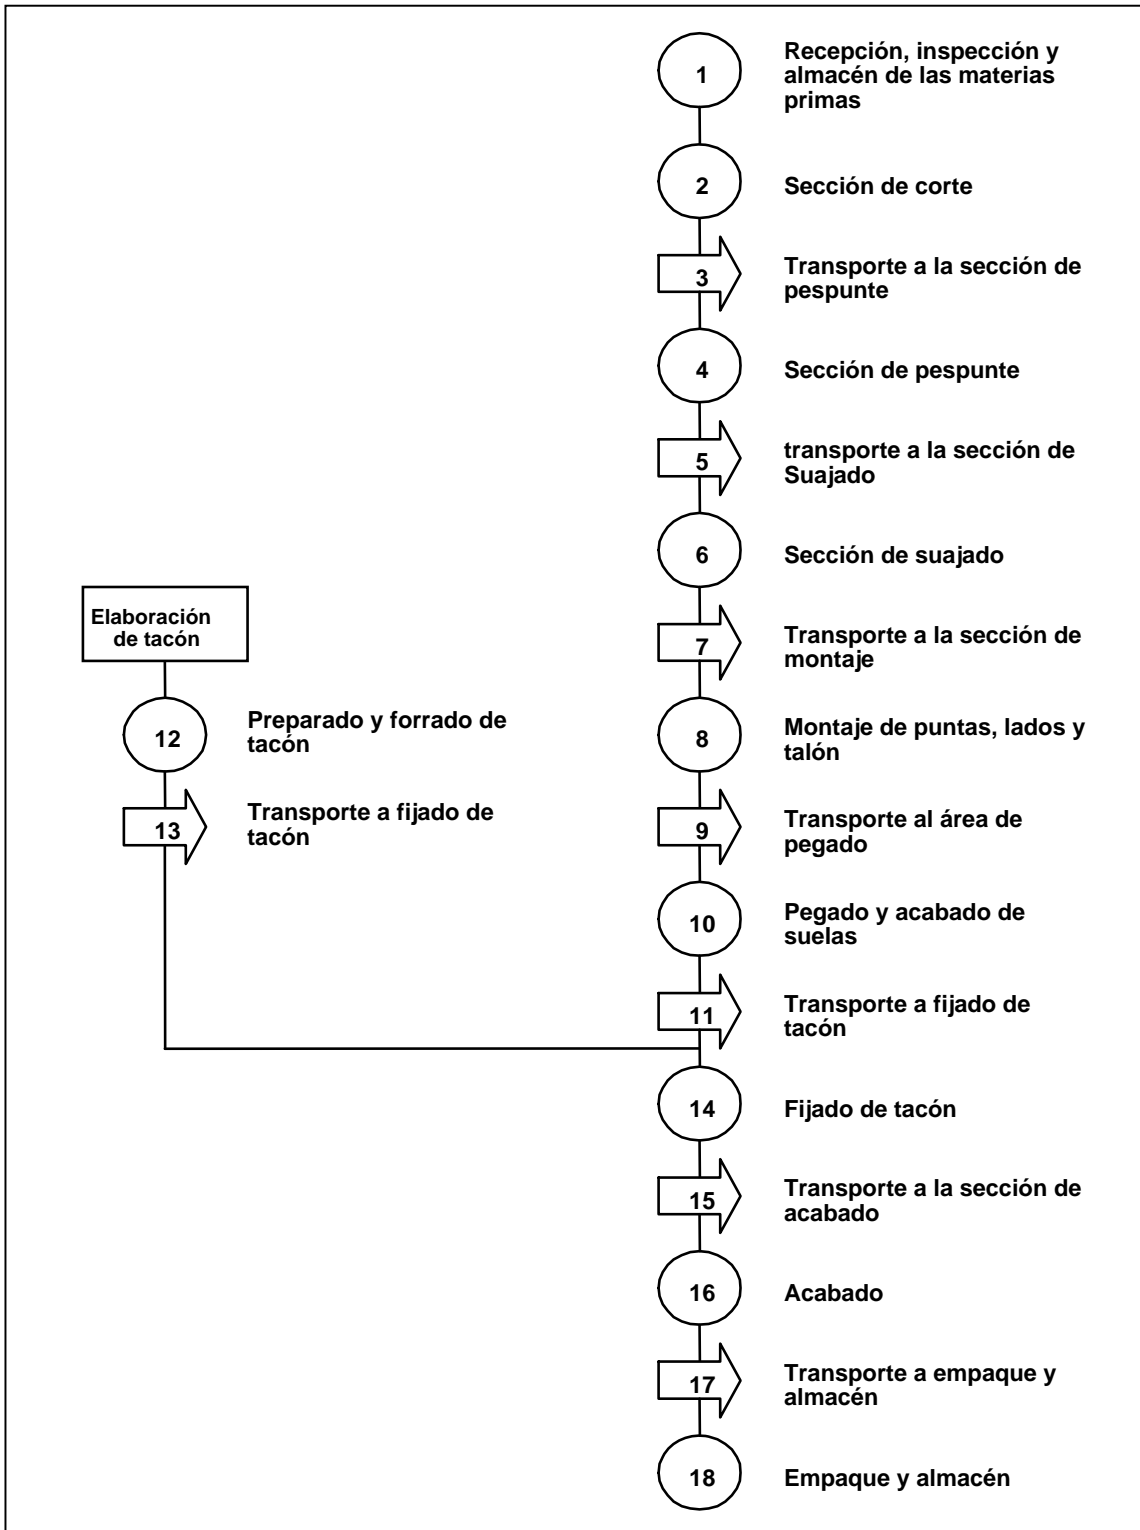 1
Recepción, inspección y
almacén de las materias
primas
2
Sección de corte
3
Transporte a la sección de
pespunte
4
Sección de pespunte
5
transporte a la sección de
Suajado
6
Sección de suajado
Elaboración
de tacón
7
Transporte a la sección de
montaje
12
Preparado y forrado de
tacón
8
Montaje de puntas, lados y
talón
13
Transporte a fijado de
tacón
9
Transporte al área de
pegado
10
Pegado y acabado de
suelas
11
Transporte a fijado de
tacón
14
Fijado de tacón
15
Transporte a la sección de
acabado
16
Acabado
17
Transporte a empaque y
almacén
18
Empaque y almacén